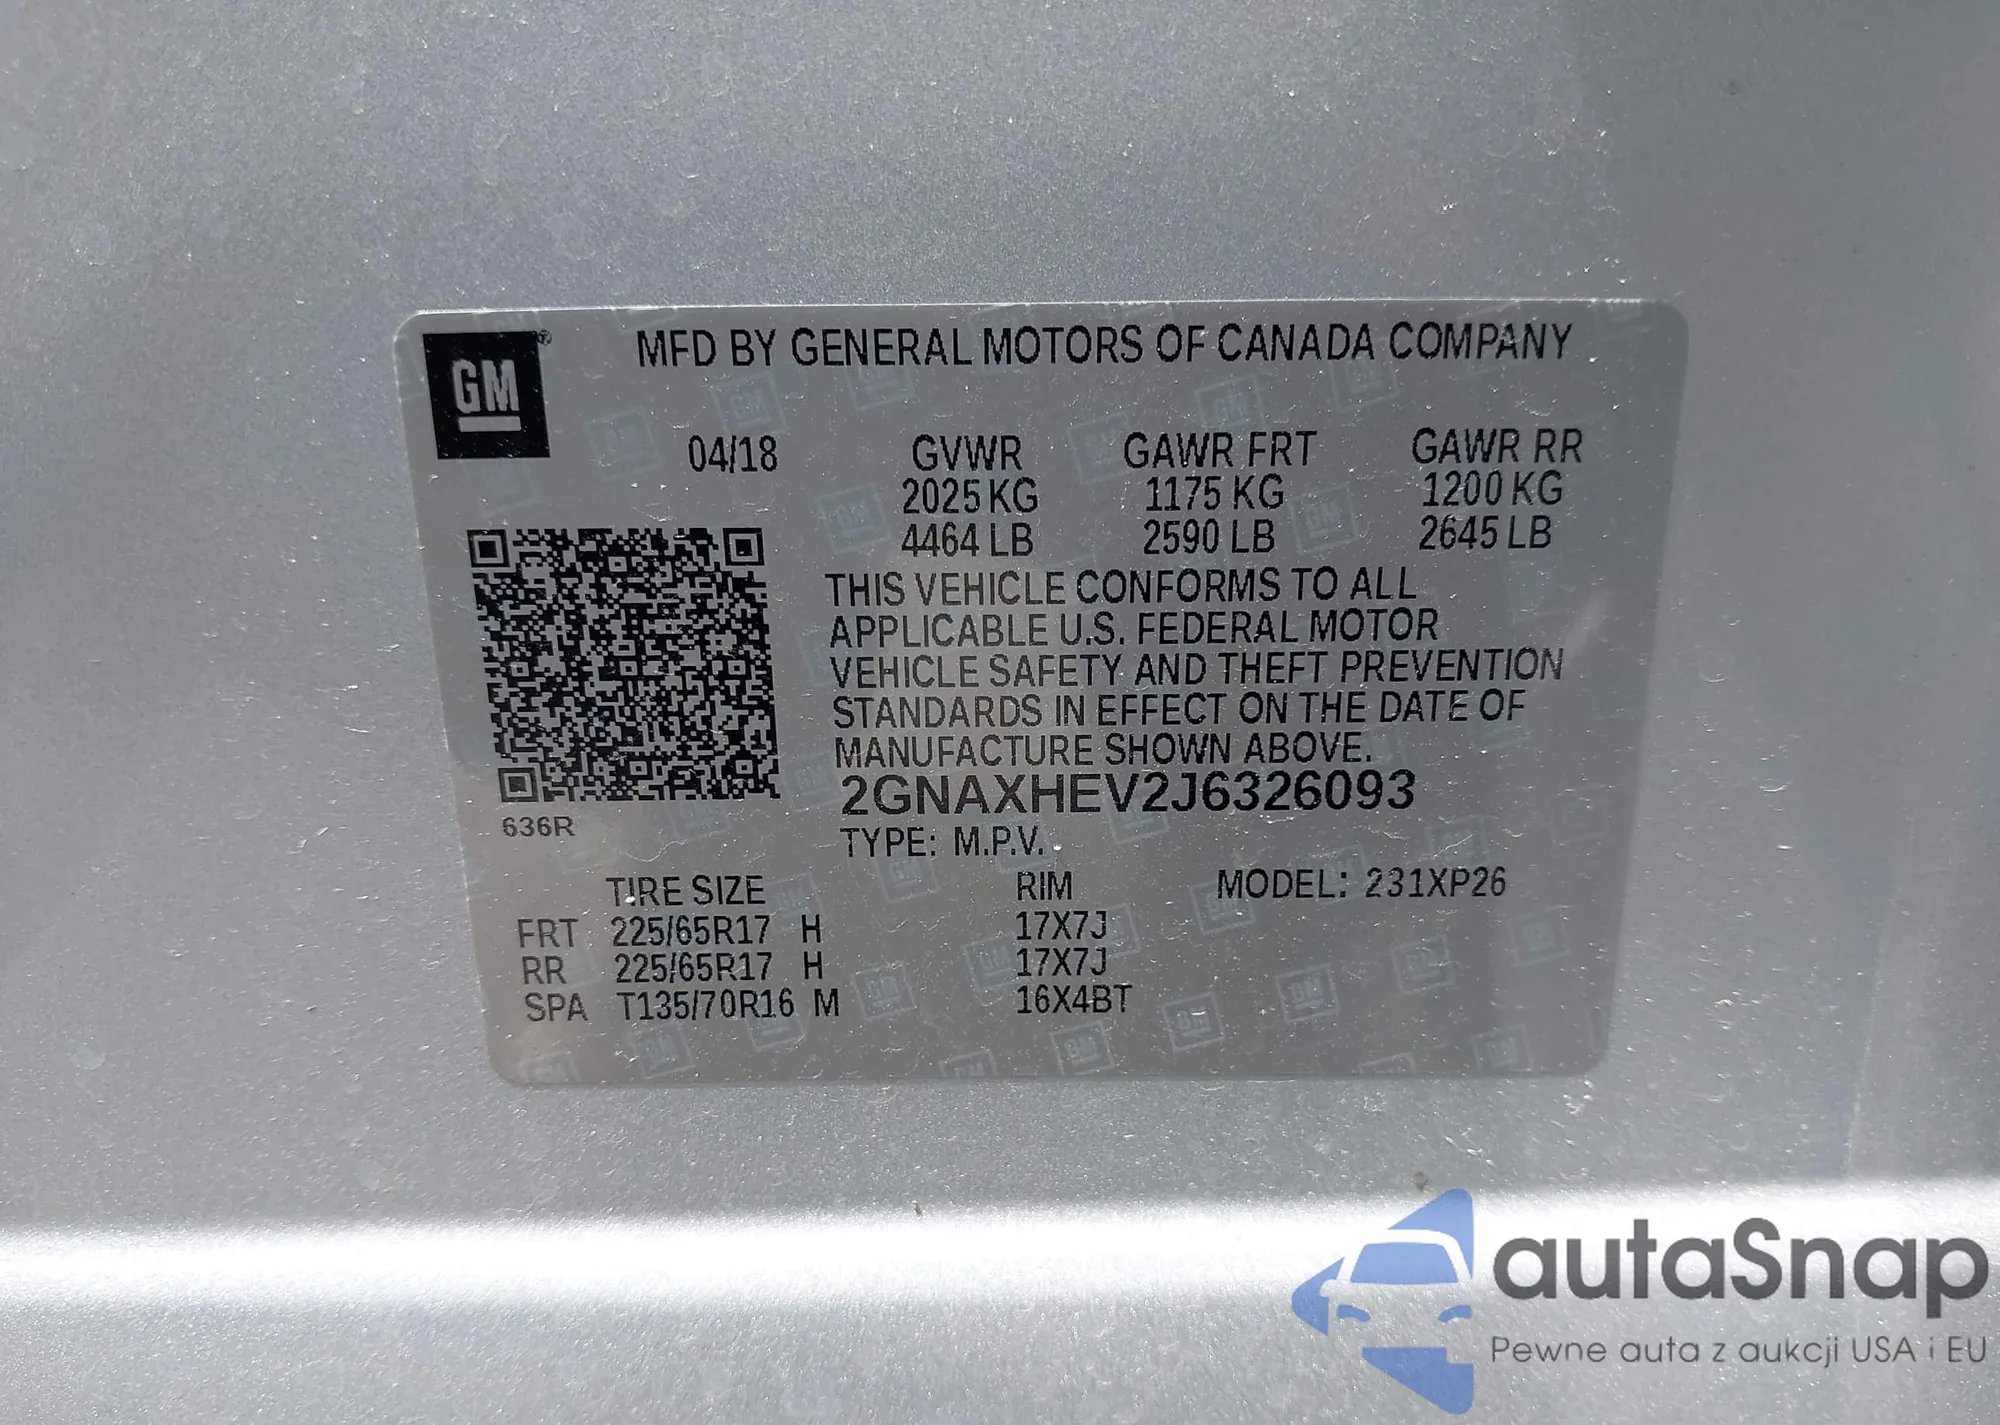 GM®
MFD BY GENERAL MOTORS OF CANADA COMPANY
04/18 GVWR GAWR FRT GAWR RR
2025 KG 1175 KG 1200 KG
4464 LB 2590 LB 2645 LB
THIS VEHICLE CONFORMS TO ALL
APPLICABLE U.S. FEDERAL MOTOR
VEHICLE SAFETY AND THEFT PREVENTION
STANDARDS IN EFFECT ON THE DATE OF
MANUFACTURE SHOWN ABOVE.
2GNAXHEV2J6326093
636R
TYPE: M.P.V.
TIRE SIZE RIM MODEL: 231XP26
FRT 225/65R17 H 17X7J
RR 225/65R17 H 17X7J
SPA T135/70R16 M 16X4BT
autaSnap
Pewne auta z aukcji USA i EU